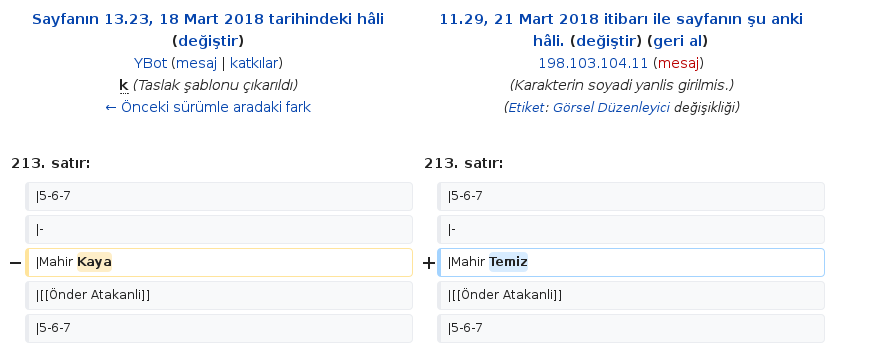 Sayfanın 13.23, 18 Mart 2018 tarihindeki hâli
(değiştir)
YBot (mesaj | katkılar)
k (Taslak şablonu çıkarıldı)
← Önceki sürümle aradaki fark
11.29, 21 Mart 2018 itibarı ile sayfanın şu anki
hâli. (değiştir) (geri al)
198.103.104.11 (mesaj)
(Karakterin soyadi yanlis girilmis.)
(Etiket: Görsel Düzenleyici değişikliği)
213. satır:
|5-6-7
|-
− |Mahir Kaya
|[[Önder Atakanli]]
|5-6-7
213. satır:
|5-6-7
|-
+ |Mahir Temiz
|[[Önder Atakanli]]
|5-6-7